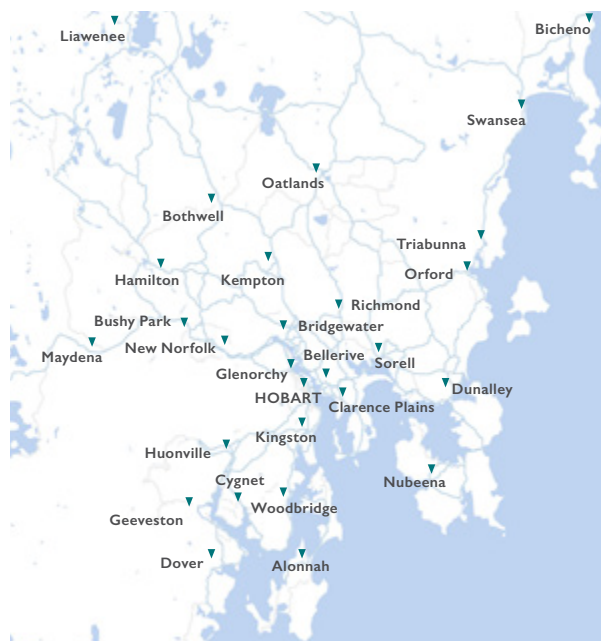 Bicheno
Liawenee
Swansea
Oatlands
Bothwell
Triabunna
Orford
Hamilton
Kempton
Richmond
Bushy Park
Bridgewater
New Norfolk
Maydena
Bellerive
Sorell
Glenorchy
Dunalley
HOBART
Clarence Plains
Kingston
Huonville
Cygnet
Nubeena
Woodbridge
Geeveston
Dover
Alonnah